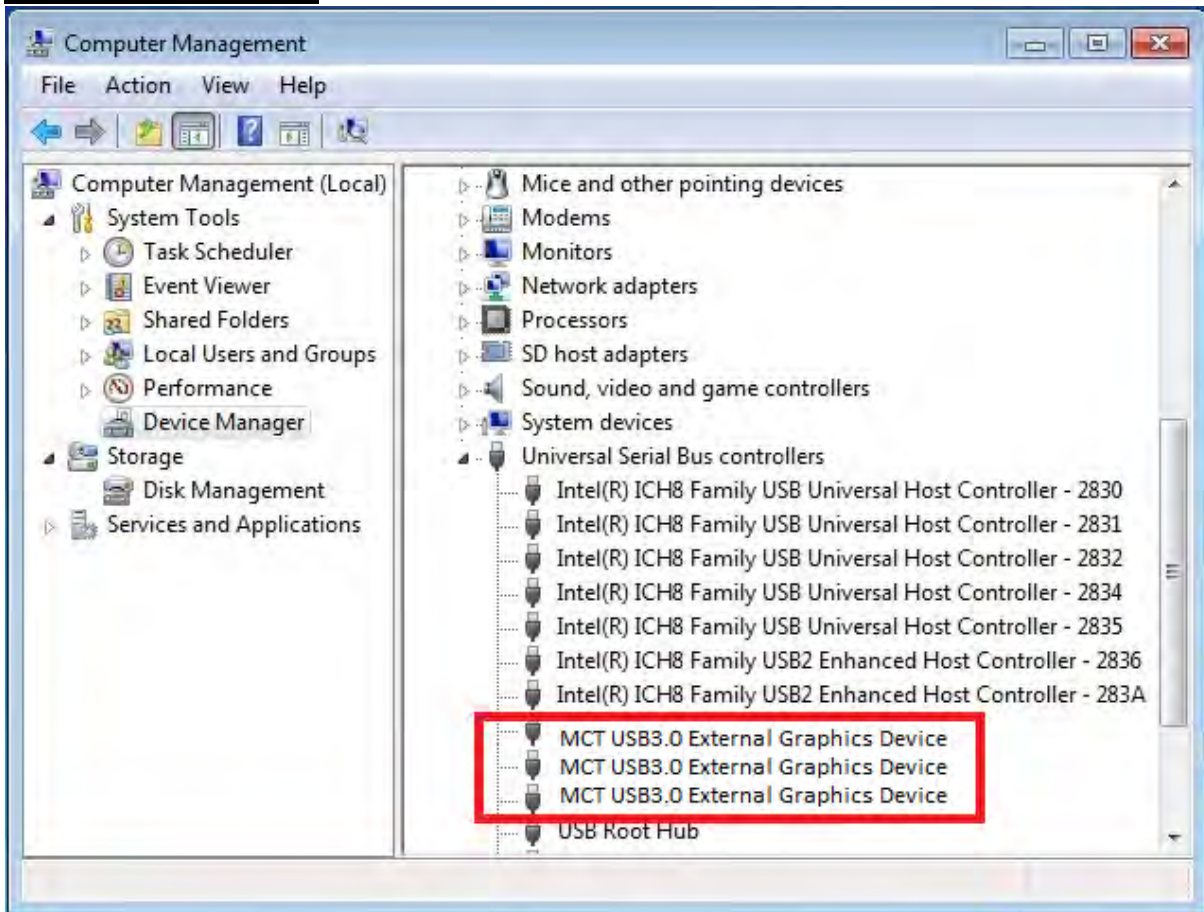 Computer Management
File Action View Help
Computer Management (Local)
System Tools
Task Scheduler
Event Viewer
Shared Folders
Local Users and Groups
Performance
Device Manager
Storage
Disk Management
Services and Applications
Mice and other pointing devices
Modems
Monitors
Network adapters
Processors
SD host adapters
Sound, video and game controllers
System devices
Universal Serial Bus controllers
Intel(R) ICH8 Family USB Universal Host Controller - 2830
Intel(R) ICH8 Family USB Universal Host Controller - 2831
Intel(R) ICH8 Family USB Universal Host Controller - 2832
Intel(R) ICH8 Family USB Universal Host Controller - 2834
Intel(R) ICH8 Family USB Universal Host Controller - 2835
Intel(R) ICH8 Family USB2 Enhanced Host Controller - 2836
Intel(R) ICH8 Family USB2 Enhanced Host Controller - 283A
MCT USB3.0 External Graphics Device
MCT USB3.0 External Graphics Device
MCT USB3.0 External Graphics Device
USB Root Hub